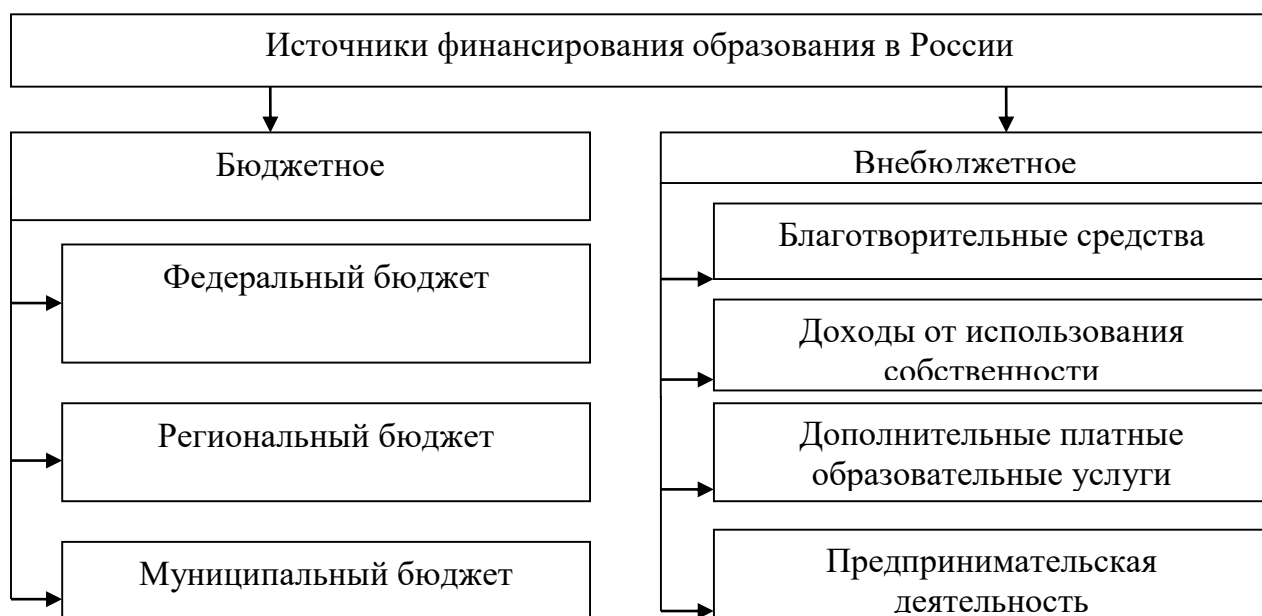 Источники финансирования образования в России
Бюджетное
Федеральный бюджет
Региональный бюджет
Муниципальный бюджет
Внебюджетное
Благотворительные средства
Доходы от использования
собственности
Дополнительные платные
образовательные услуги
Предпринимательская
деятельность